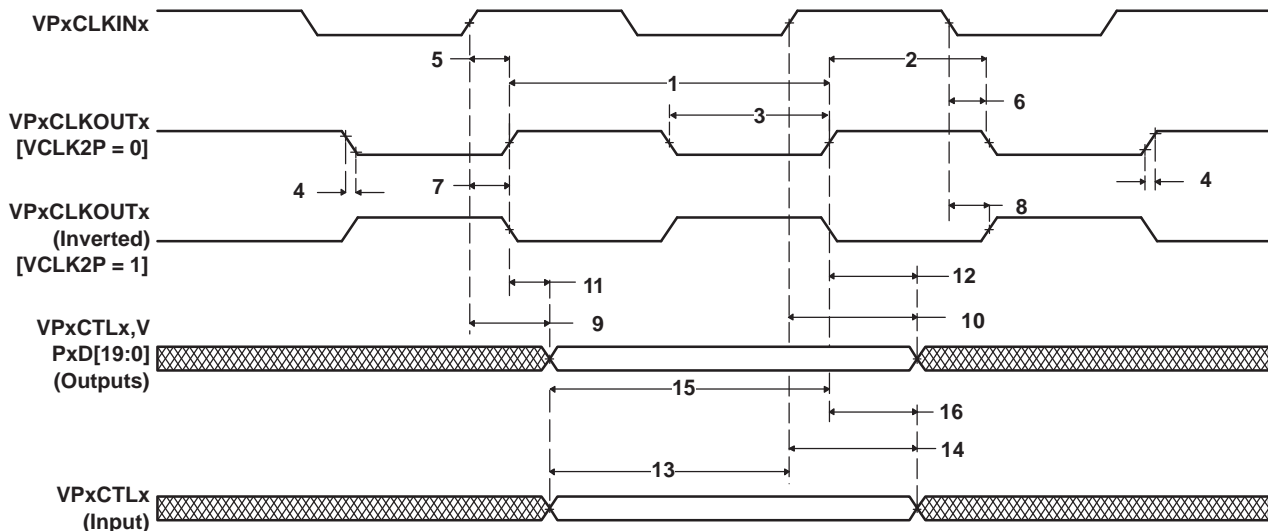 VPxCLKINx
5
1
2
6
VPxCLKOUTx
[VCLK2P = 0]
3
4
7
4
VPxCLKOUTx
(Inverted)
[VCLK2P = 1]
8
11
12
9
10
VPxCTLx,V
PxD[19:0]
(Outputs)
15
16
14
13
VPxCTLx
(Input)